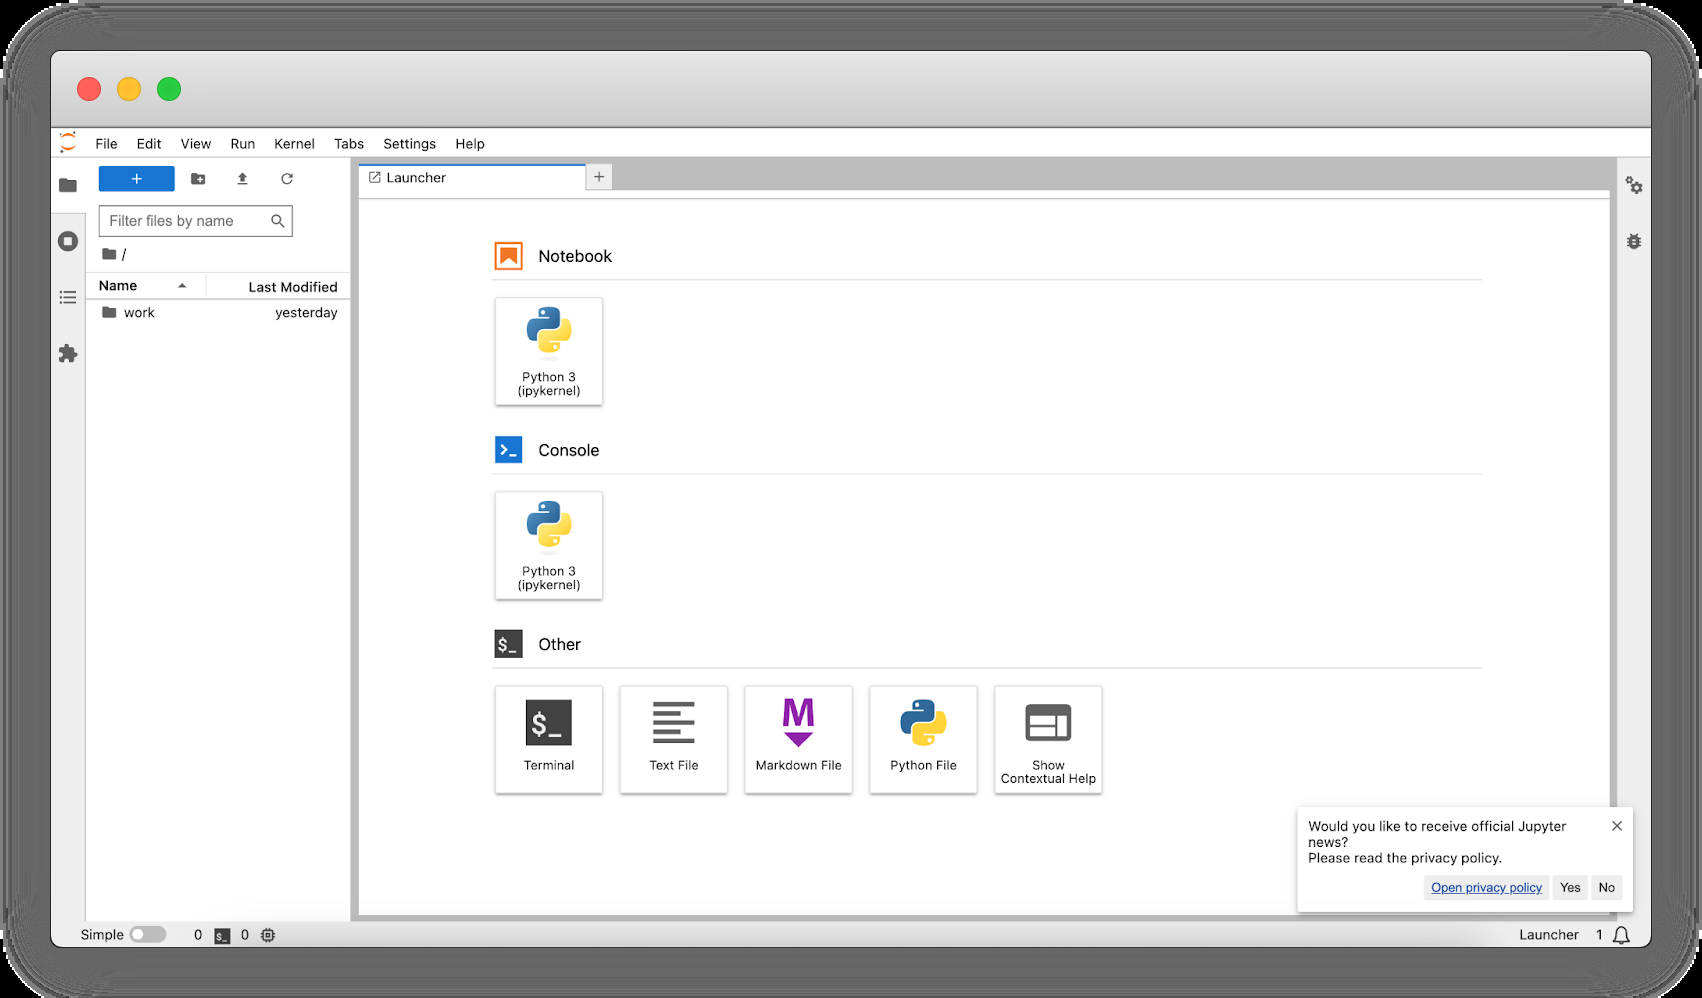 File Edit View Run Kernel Tabs Settings Help
+
Launcher
+
Filter files by name
/
Name Last Modified
work yesterday
Notebook
Python 3
(ipykernel)
>_ Console
Python 3
(ipykernel)
$_ Other
$_
Terminal
Text File
M
Markdown File
Python File
Show
Contextual Help
Would you like to receive official Jupyter
news?
Please read the privacy policy.
Open privacy policy Yes No
Simple 0 $_ 0
Launcher 1